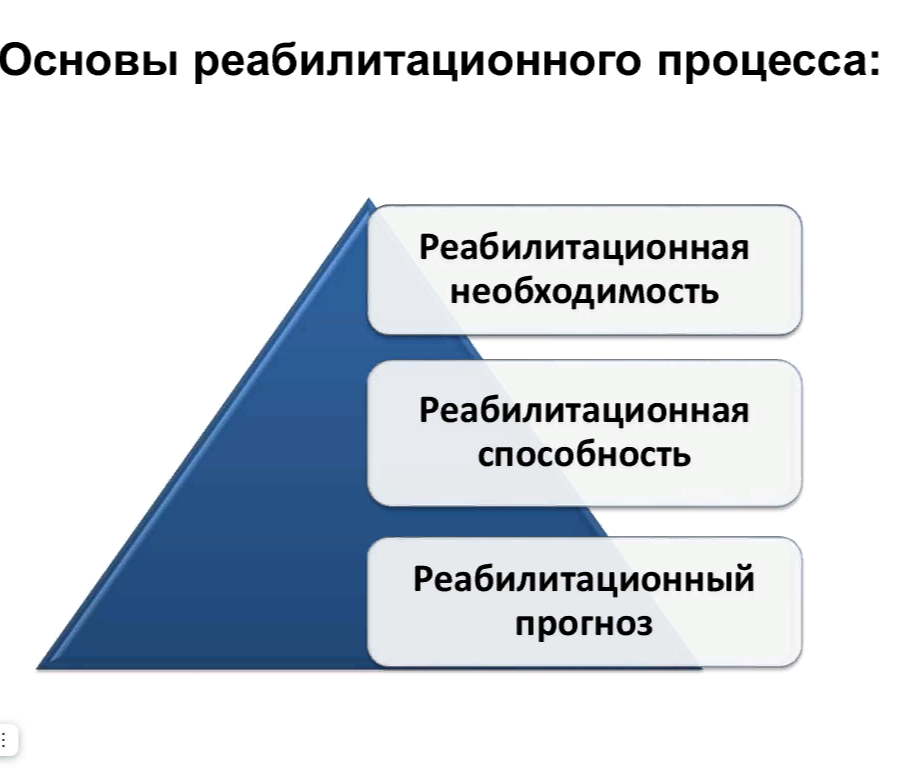 Основы реабилитационного процесса:
Реабилитационная
необходимость
Реабилитационная
способность
Реабилитационный
прогноз